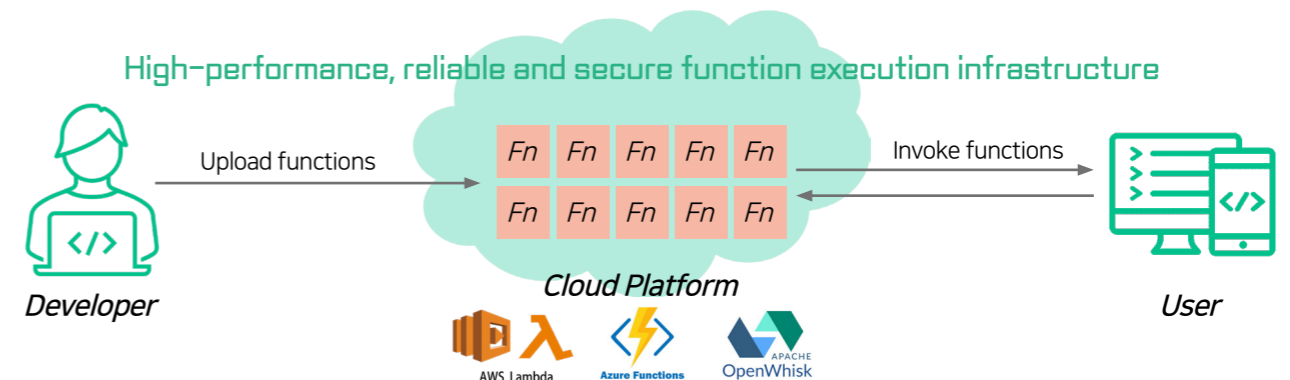 High-performance, reliable and secure function execution infrastructure
Upload functions
Fn Fn Fn Fn Fn
Fn Fn Fn Fn Fn
Invoke functions
</>
</>
Developer
Cloud Platform
User
AWS Lambda
Azure Functions
APACHE
OpenWhisk